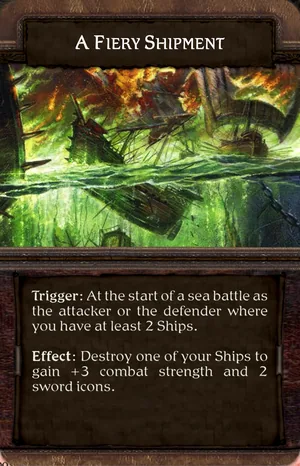 A Fiery Shipment
Trigger: At the start of a sea battle as
the attacker or the defender where
you have at least 2 Ships.
Effect: Destroy one of your Ships to
gain +3 combat strength and 2
sword icons.